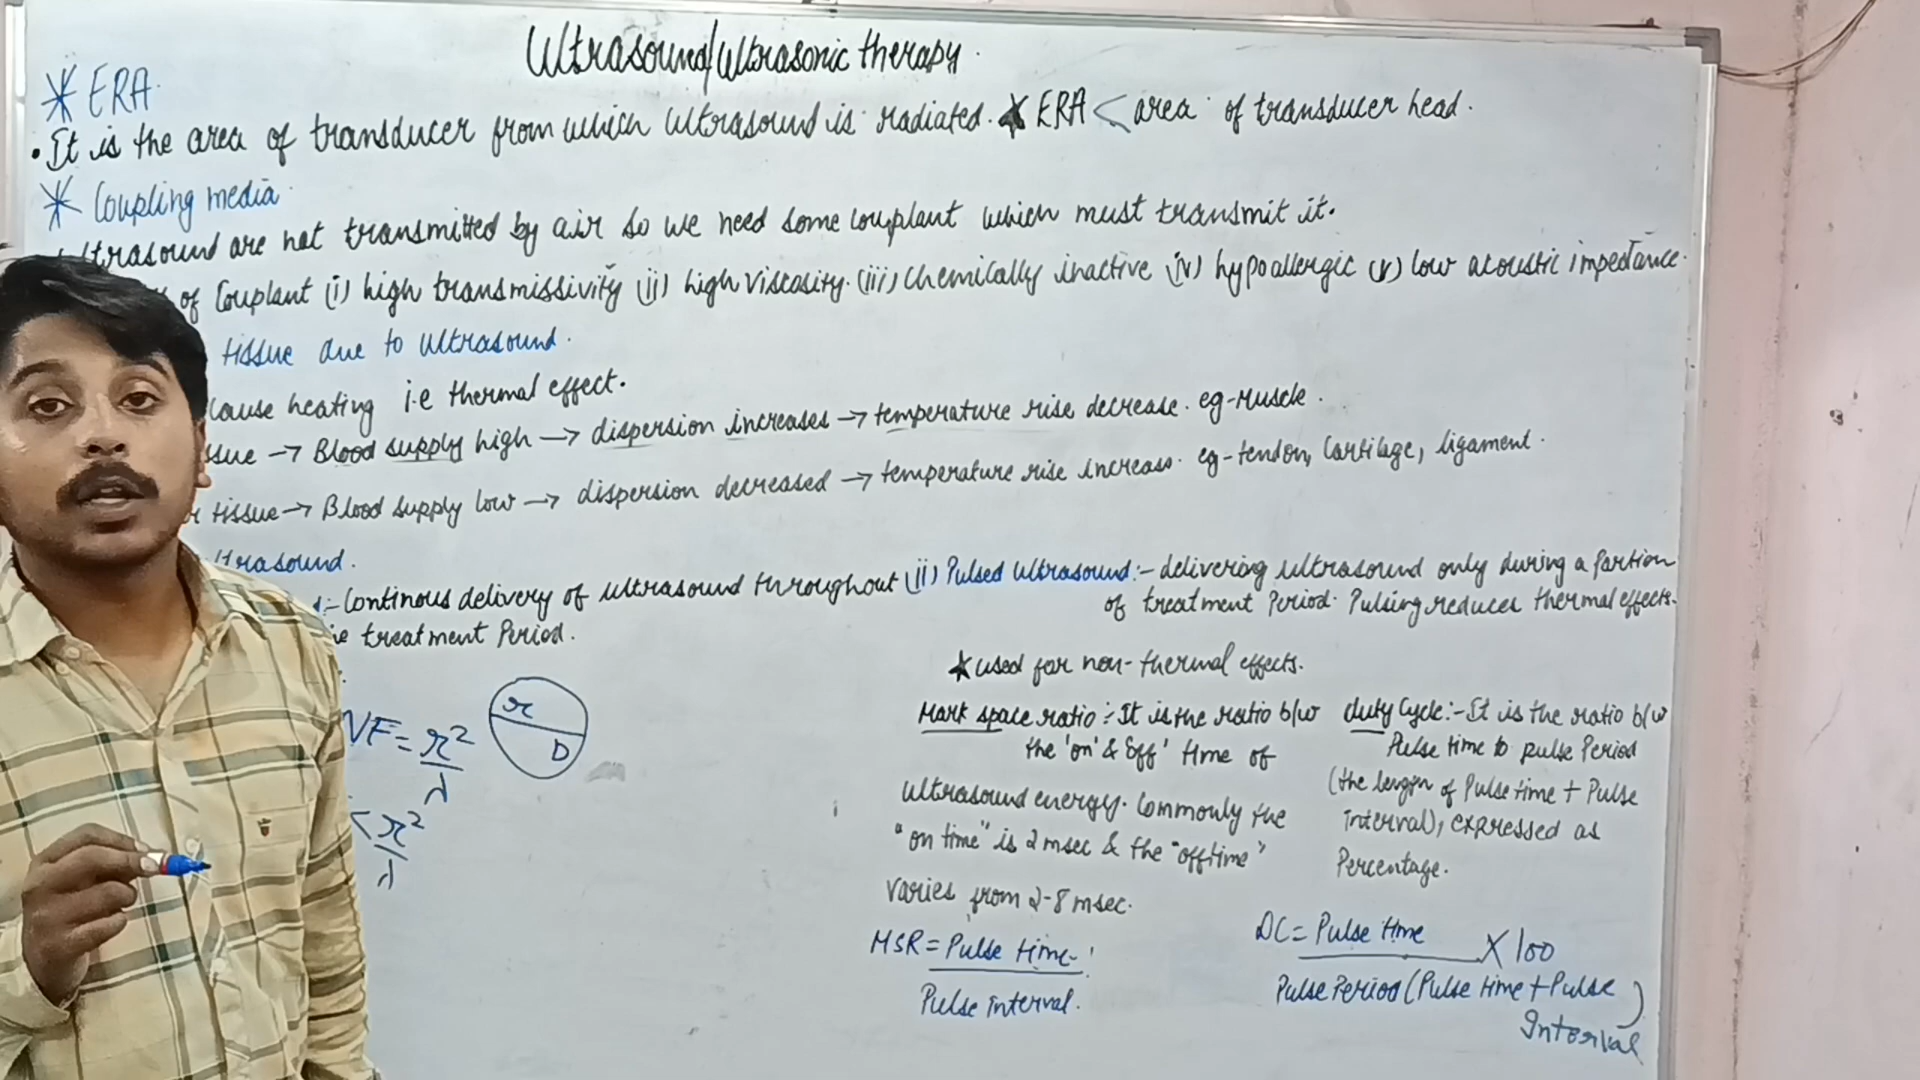 Ultrasound/ultrasonic therapy.
* ERA.
• It is the area of transducer from which ultrasound is radiated. ★ ERA < area of transducer head.
* Coupling media.
Ultrasound are not transmitted by air so we need some couplant which must transmit it.
of Couplant (i) high transmissivity (ii) high viscosity. (iii) chemically inactive (iv) hypoallergic (v) low acoustic impedance.
tissue due to ultrasound.
cause heating i.e thermal effect.
→ Blood supply high → dispersion increases → temperature rise decrease. eg-Muscle.
tissue → Blood supply low → dispersion decreased → temperature rise increase. eg-tendon, cartilage, ligament.
ultrasound.
:- Continous delivery of ultrasound throughout (ii) Pulsed Ultrasound:- delivering ultrasound only during a Partion
treatment Period. of treatment Period. Pulsing reduces thermal effects.
★ used for non-thermal effects.
NF = r²/λ
r
D
< r²/λ
Mark space ratio:- It is the ratio b/w
the 'on' & 'off' time of
ultrasound energy. Commonly the
"on time" is 2 msec & the "offtime"
varies from 2-8 msec.
MSR = Pulse time
Pulse interval.
duty Cycle:- It is the ratio b/w
Pulse time to pulse Period
(the length of Pulse time + Pulse
interval), expressed as
Percentage.
DC = Pulse time X 100
Pulse Period (Pulse time + Pulse
Interval)